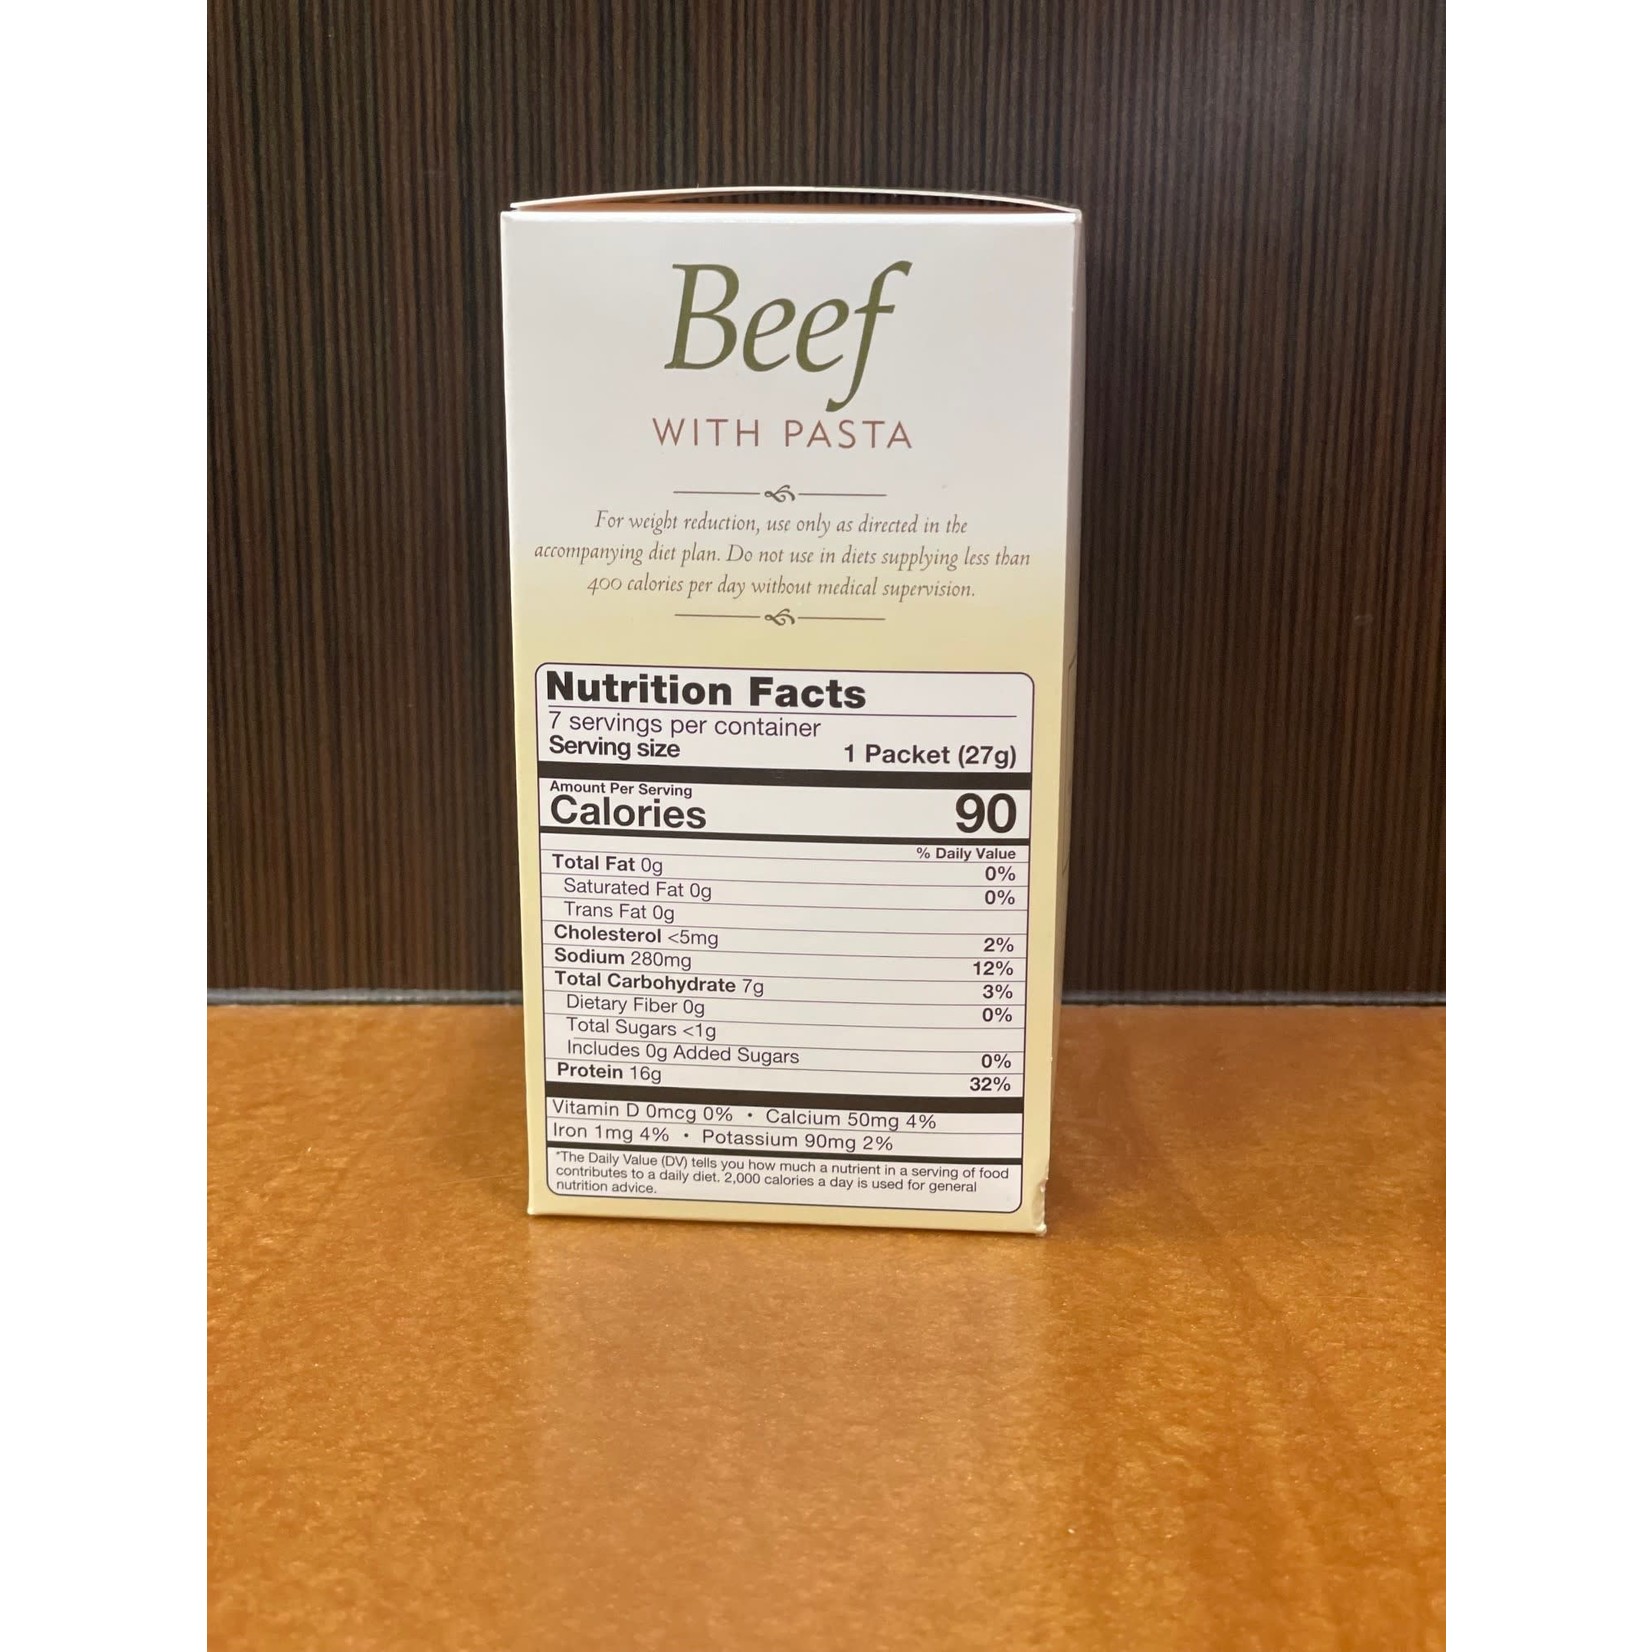 Beef
WITH PASTA
For weight reduction, use only as directed in the
accompanying diet plan. Do not use in diets supplying less than
400 calories per day without medical supervision.
Nutrition Facts
7 servings per container
Serving size 1 Packet (27g)
Amount Per Serving
Calories 90
% Daily Value
Total Fat 0g 0%
Saturated Fat 0g 0%
Trans Fat 0g
Cholesterol <5mg 2%
Sodium 280mg 12%
Total Carbohydrate 7g 3%
Dietary Fiber 0g 0%
Total Sugars <1g
Includes 0g Added Sugars 0%
Protein 16g 32%
Vitamin D 0mcg 0% • Calcium 50mg 4%
Iron 1mg 4% • Potassium 90mg 2%
*The Daily Value (DV) tells you how much a nutrient in a serving of food
contributes to a daily diet. 2,000 calories a day is used for general
nutrition advice.